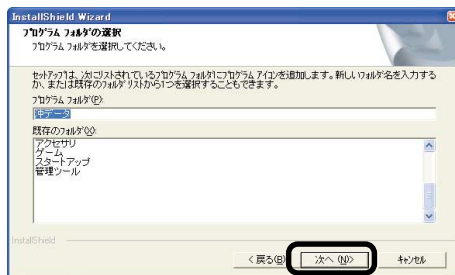 InstallShield Wizard
プログラム フォルダの選択
プログラム フォルダを選択してください。
セットアップは、次にリストされているプログラム フォルダにプログラム アイコンを追加します。新しいフォルダ名を入力する
か、または既存のフォルダ リストから1つを選択することもできます。
プログラム フォルダ(P):
データ
既存のフォルダ(X):
アクセサリ
ゲーム
スタートアップ
管理ツール
InstallShield
< 戻る(B)
次へ (N)>
キャンセル